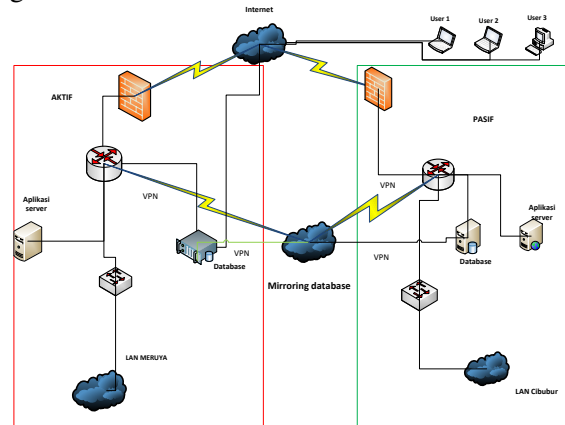 Internet
User 1
User 2
User 3
AKTIF
PASIF
VPN
VPN
Aplikasi
server
Aplikasi
server
VPN
VPN
Database
Database
Mirroring database
LAN MERUYA
LAN Cibubur